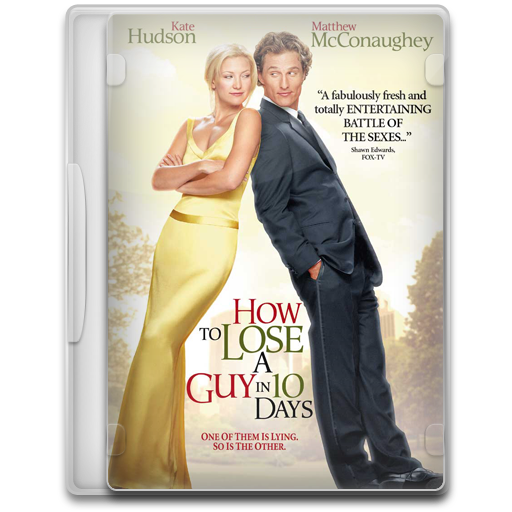 Kate
Hudson
Matthew
McConaughey
"A fabulously fresh and
totally ENTERTAINING
BATTLE OF
THE SEXES..."
Shawn Edwards,
FOX-TV
HOW
TO LOSE
A
GUY IN 10
DAYS
ONE OF THEM IS LYING.
SO IS THE OTHER.